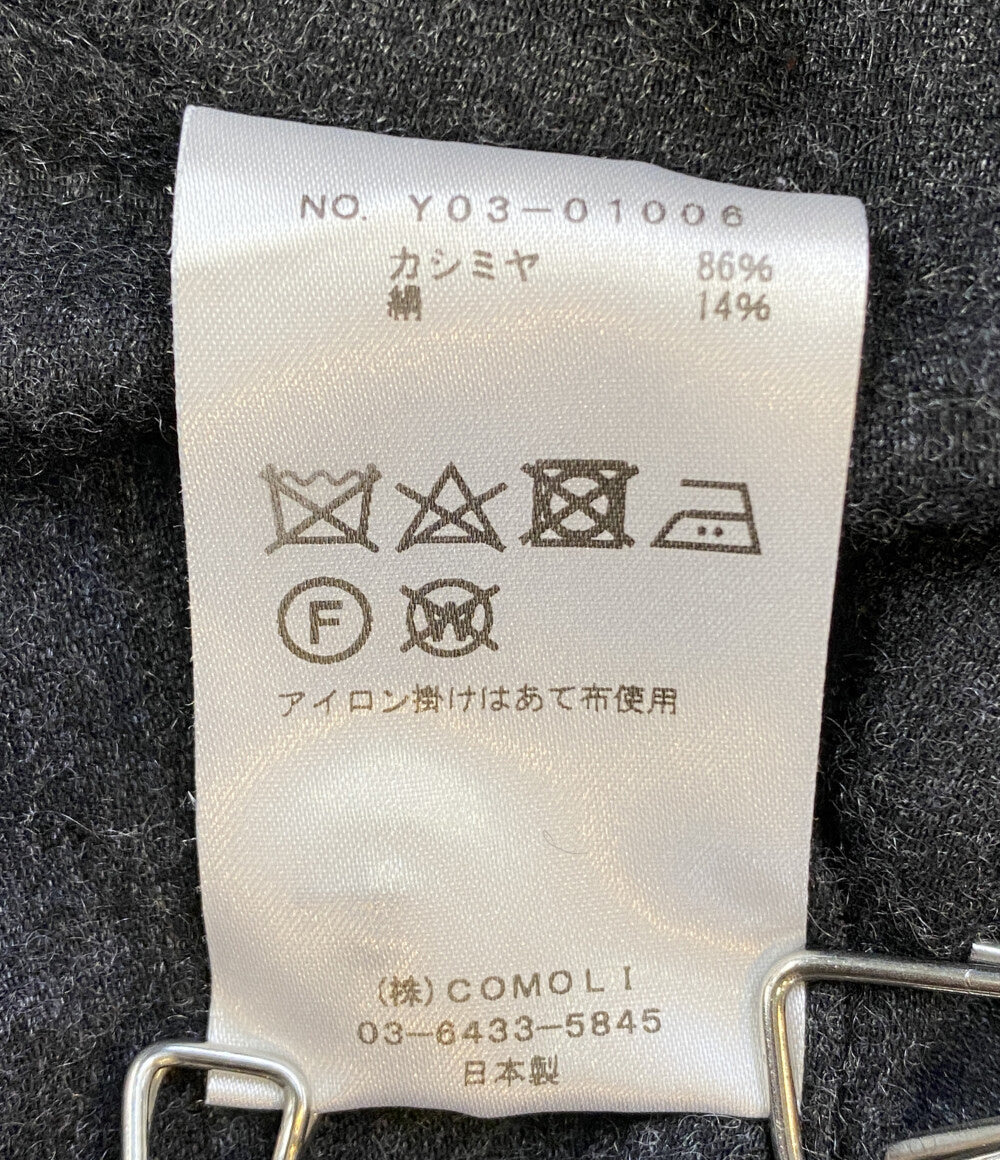 NO. Y03-01006
カシミヤ 86%
絹 14%
F
W
アイロン掛けはあて布使用
(株)COMOLI
03-6433-5845
日本製